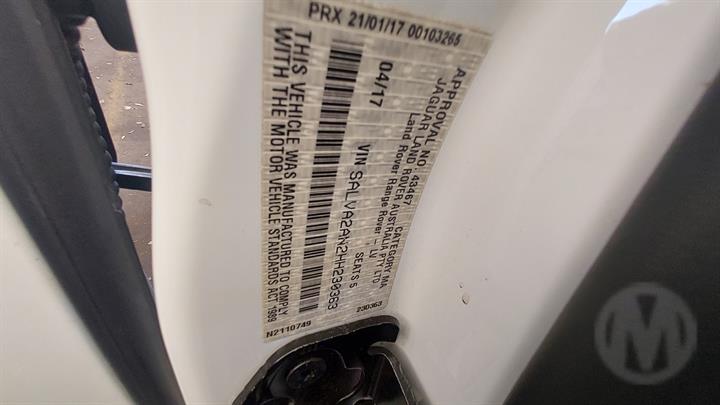 PRX 21/01/17 00103265
APPROVAL NO 43467 CATEGORY MA
JAGUAR LAND ROVER AUSTRALIA PTY LTD
Land Rover Range Rover - LV
04/17
SEATS 5
230363
VIN SALVA2AN2HH230363
THIS VEHICLE WAS MANUFACTURED TO COMPLY
WITH THE MOTOR VEHICLE STANDARDS ACT 1989
N2110749
M